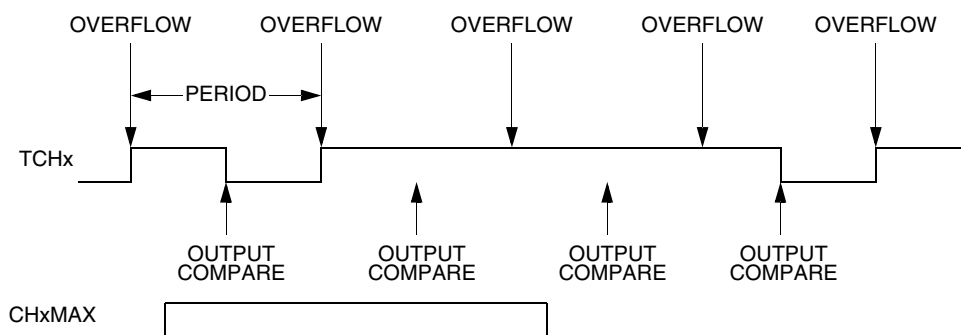 OVERFLOW OVERFLOW OVERFLOW OVERFLOW OVERFLOW
PERIOD
TCHx
OUTPUT COMPARE
OUTPUT COMPARE
OUTPUT COMPARE
OUTPUT COMPARE
CHxMAX